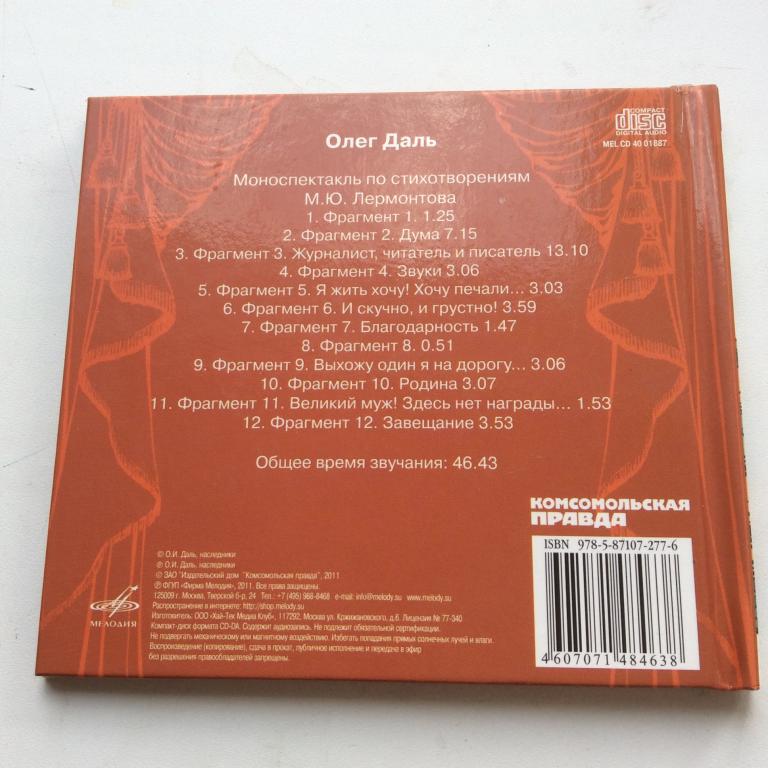 COMPACT
disc
DIGITAL AUDIO
MEL CD 40 01887
Олег Даль
Моноспектакль по стихотворениям
М.Ю. Лермонтова
1. Фрагмент 1. 1.25
2. Фрагмент 2. Дума 7.15
3. Фрагмент 3. Журналист, читатель и писатель 13.10
4. Фрагмент 4. Звуки 3.06
5. Фрагмент 5. Я жить хочу! Хочу печали... 3.03
6. Фрагмент 6. И скучно, и грустно! 3.59
7. Фрагмент 7. Благодарность 1.47
8. Фрагмент 8. 0.51
9. Фрагмент 9. Выхожу один я на дорогу... 3.06
10. Фрагмент 10. Родина 3.07
11. Фрагмент 11. Великий муж! Здесь нет награды... 1.53
12. Фрагмент 12. Завещание 3.53
Общее время звучания: 46.43
КОМСОМОЛЬСКАЯ
ПРАВДА
ISBN 978-5-87107-277-6
4607071484638
МЕЛОДИЯ
© О.И. Даль, наследники
℗ О.И. Даль, наследники
© ЗАО "Издательский дом "Комсомольская правда", 2011
℗ ФГУП «Фирма Мелодия», 2011. Все права защищены.
125009 г. Москва, Тверской б-р, 24 Тел.: +7 (495) 988-8468 e-mail: info@melody.su www.melody.su
Распространение в интернете: http://shop.melody.su
Изготовитель: ООО «Хай-Тек Медиа Клуб», 117292, Москва ул. Кржижановского, д.6. Лицензия № 77-340
Компакт-диск формата CD-DA. Содержит аудиозапись. Не подлежит обязательной сертификации.
Не подвергать механическому или магнитному воздействию. Избегать попадания прямых солнечных лучей и влаги.
Воспроизведение (копирование), сдача в прокат, публичное исполнение и передача в эфир
без разрешения правообладателей запрещены.